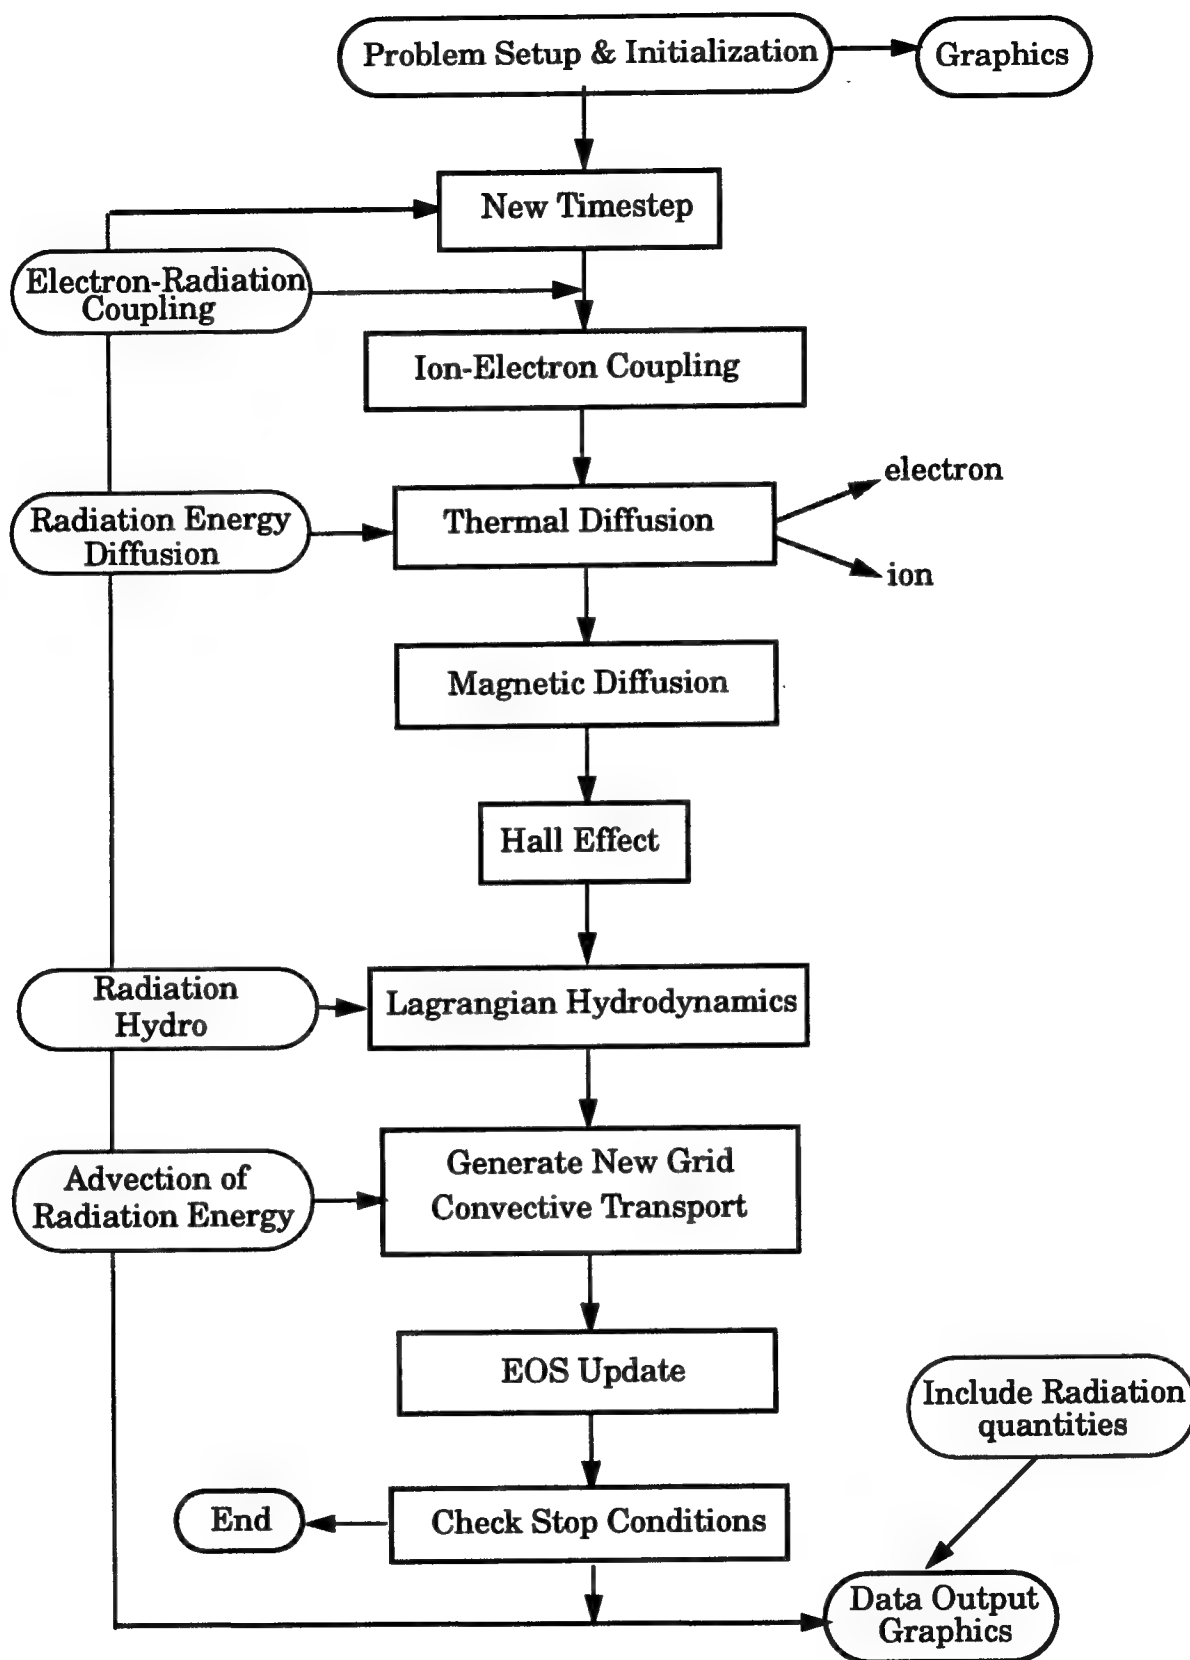 Problem Setup & Initialization
Graphics
New Timestep
Electron-Radiation
Coupling
Ion-Electron Coupling
electron
Radiation Energy
Diffusion
Thermal Diffusion
ion
Magnetic Diffusion
Hall Effect
Radiation
Hydro
Lagrangian Hydrodynamics
Advection of
Radiation Energy
Generate New Grid
Convective Transport
EOS Update
Include Radiation
quantities
End
Check Stop Conditions
Data Output
Graphics